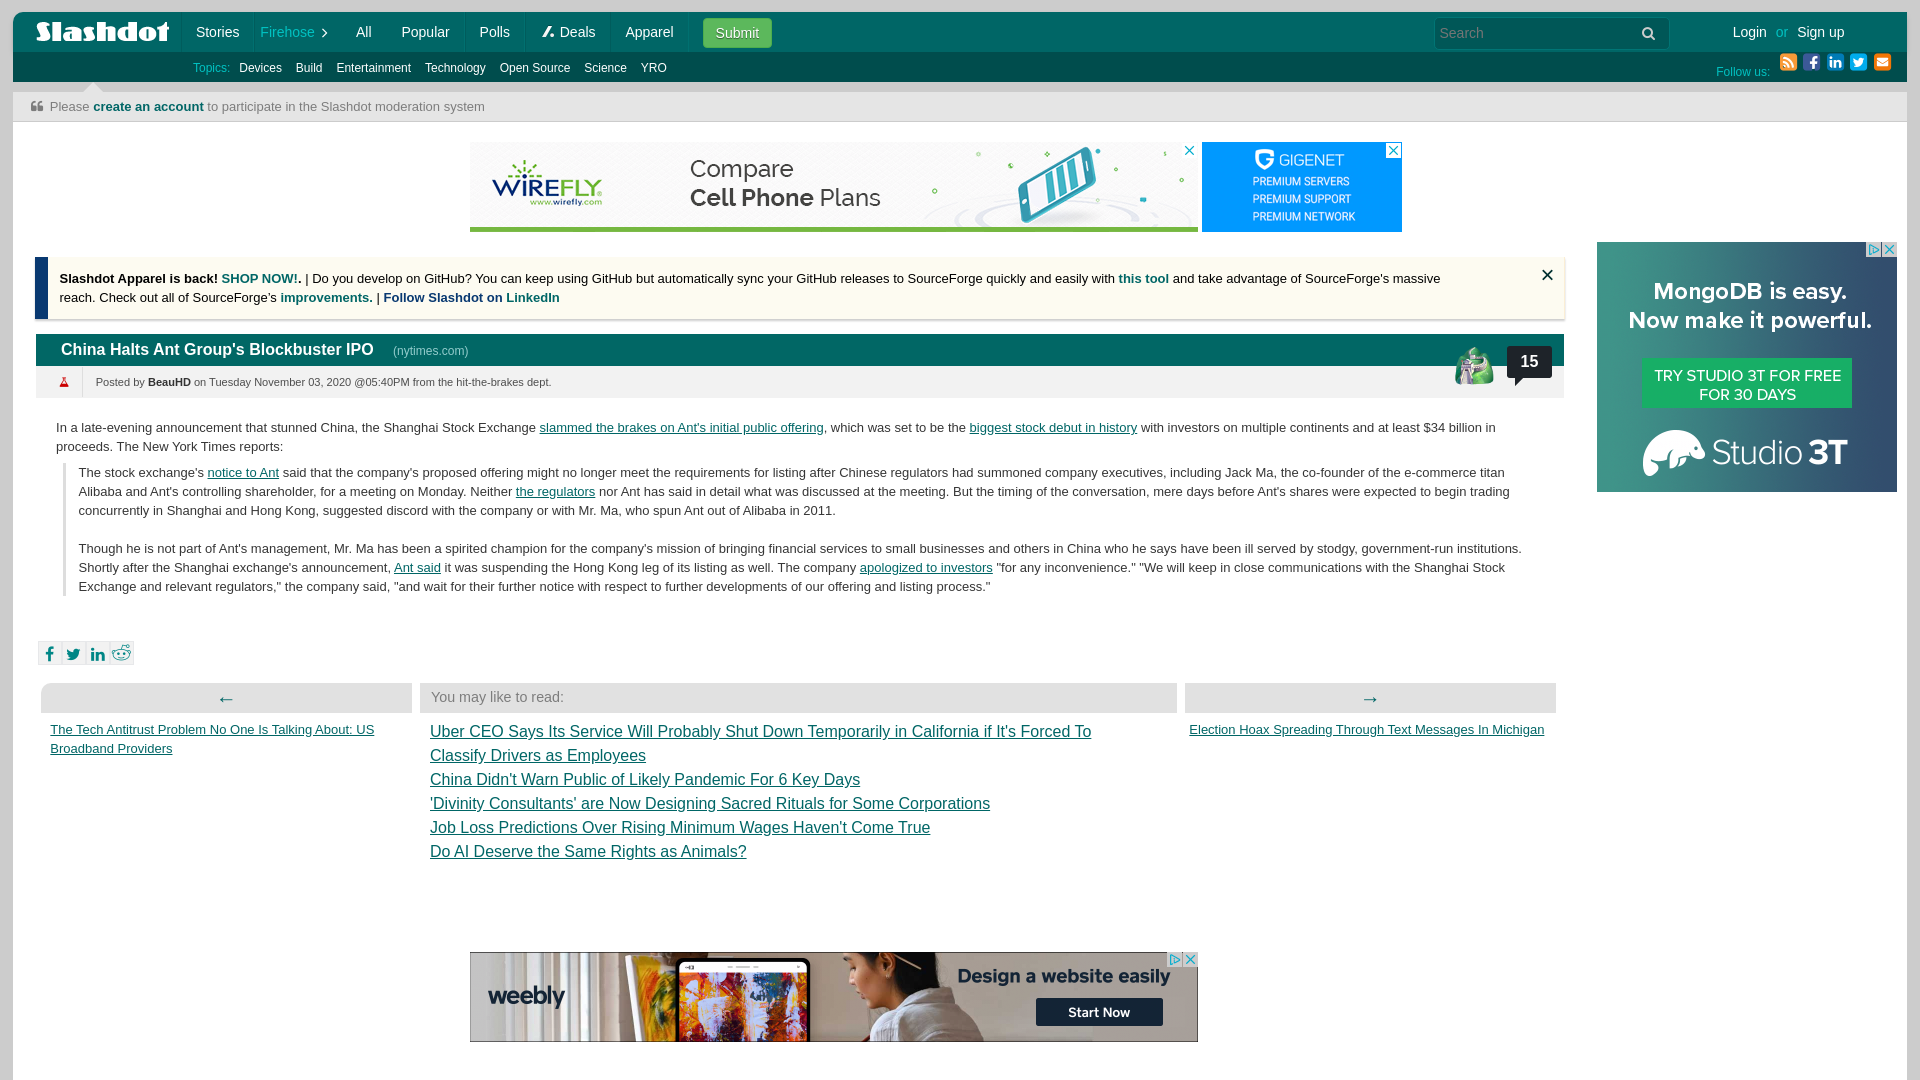 Slashdot
Stories
Firehose
All
Popular
Polls
Deals
Apparel
Submit
Search
Login or Sign up
Topics: Devices Build Entertainment Technology Open Source Science YRO
Follow us:
Please create an account to participate in the Slashdot moderation system
WIREFLY
www.wirefly.com
Compare
Cell Phone Plans
GIGENET
PREMIUM SERVERS
PREMIUM SUPPORT
PREMIUM NETWORK
Slashdot Apparel is back! SHOP NOW!. | Do you develop on GitHub? You can keep using GitHub but automatically sync your GitHub releases to SourceForge quickly and easily with this tool and take advantage of SourceForge's massive
reach. Check out all of SourceForge's improvements. | Follow Slashdot on LinkedIn
MongoDB is easy.
Now make it powerful.
TRY STUDIO 3T FOR FREE
FOR 30 DAYS
Studio 3T
China Halts Ant Group's Blockbuster IPO (nytimes.com)
15
Posted by BeauHD on Tuesday November 03, 2020 @05:40PM from the hit-the-brakes dept.
In a late-evening announcement that stunned China, the Shanghai Stock Exchange slammed the brakes on Ant's initial public offering, which was set to be the biggest stock debut in history with investors on multiple continents and at least $34 billion in
proceeds. The New York Times reports:
The stock exchange's notice to Ant said that the company's proposed offering might no longer meet the requirements for listing after Chinese regulators had summoned company executives, including Jack Ma, the co-founder of the e-commerce titan
Alibaba and Ant's controlling shareholder, for a meeting on Monday. Neither the regulators nor Ant has said in detail what was discussed at the meeting. But the timing of the conversation, mere days before Ant's shares were expected to begin trading
concurrently in Shanghai and Hong Kong, suggested discord with the company or with Mr. Ma, who spun Ant out of Alibaba in 2011.
Though he is not part of Ant's management, Mr. Ma has been a spirited champion for the company's mission of bringing financial services to small businesses and others in China who he says have been ill served by stodgy, government-run institutions.
Shortly after the Shanghai exchange's announcement, Ant said it was suspending the Hong Kong leg of its listing as well. The company apologized to investors "for any inconvenience." "We will keep in close communications with the Shanghai Stock
Exchange and relevant regulators," the company said, "and wait for their further notice with respect to further developments of our offering and listing process."
←
The Tech Antitrust Problem No One Is Talking About: US
Broadband Providers
You may like to read:
Uber CEO Says Its Service Will Probably Shut Down Temporarily in California if It's Forced To
Classify Drivers as Employees
China Didn't Warn Public of Likely Pandemic For 6 Key Days
'Divinity Consultants' are Now Designing Sacred Rituals for Some Corporations
Job Loss Predictions Over Rising Minimum Wages Haven't Come True
Do AI Deserve the Same Rights as Animals?
→
Election Hoax Spreading Through Text Messages In Michigan
weebly
Design a website easily
Start Now